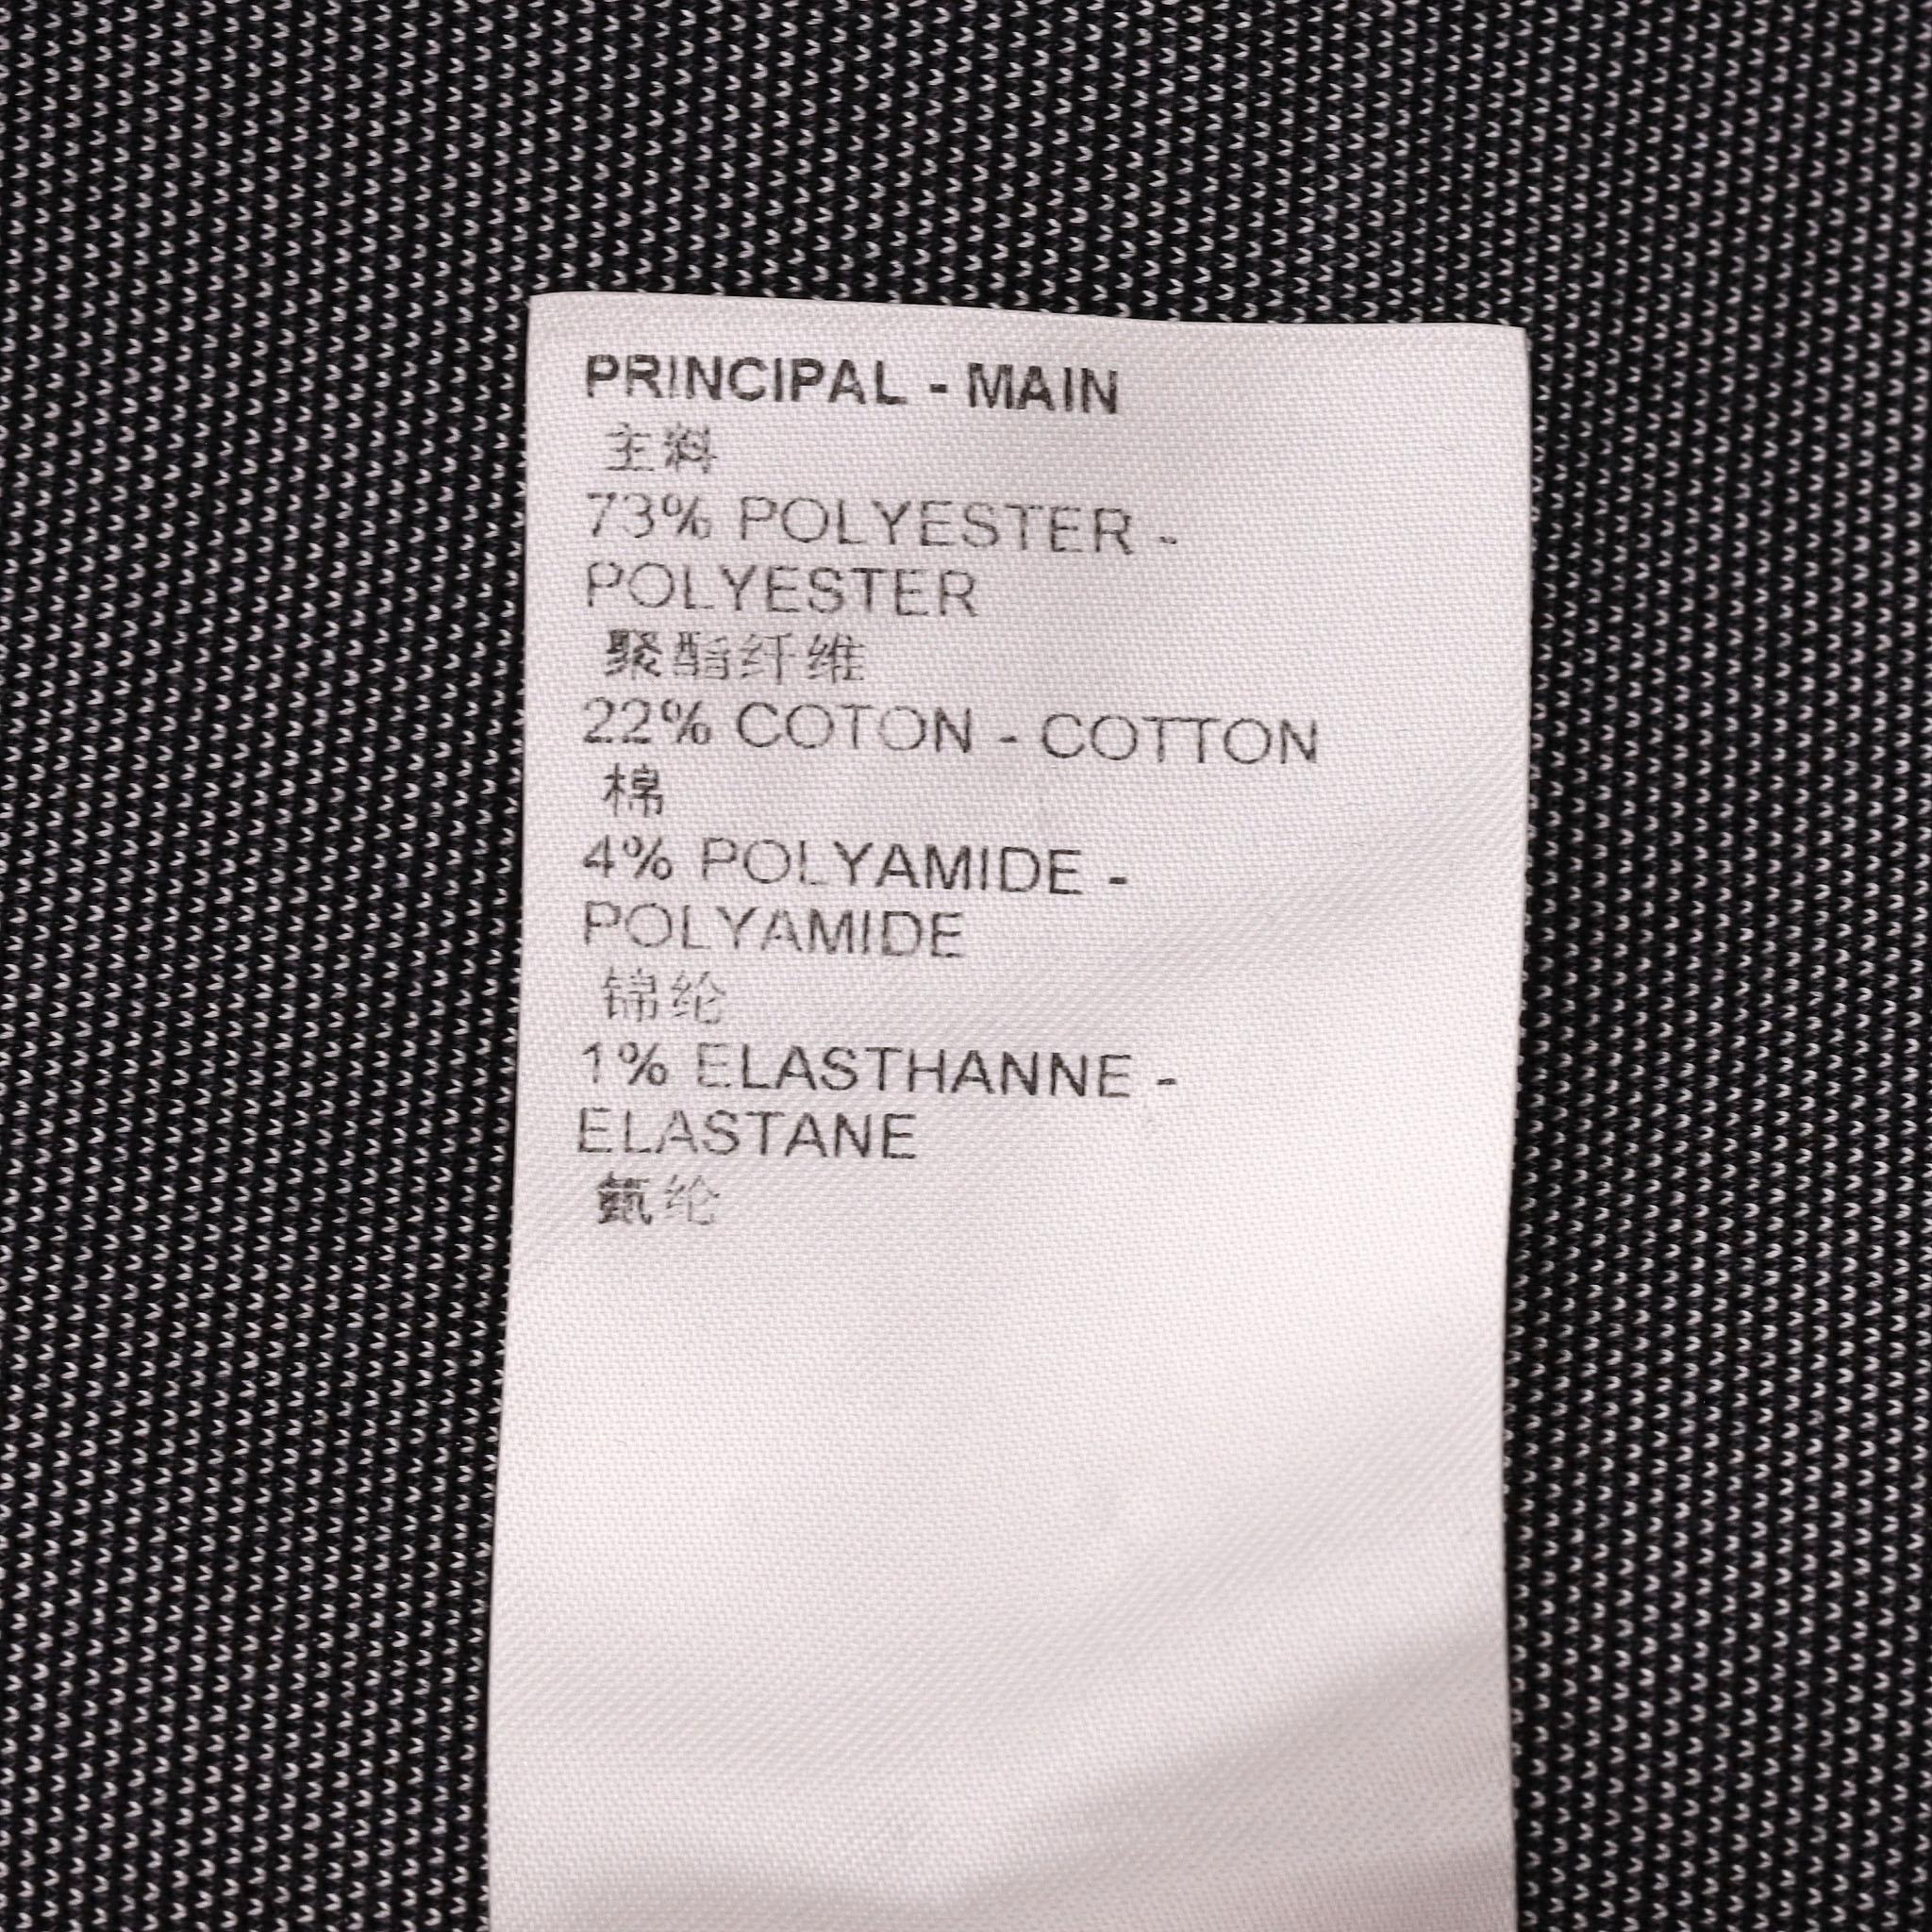 PRINCIPAL - MAIN
主料
73% POLYESTER -
POLYESTER
聚酯纤维
22% COTON - COTTON
棉
4% POLYAMIDE -
POLYAMIDE
锦纶
1% ELASTHANNE -
ELASTANE
氨纶